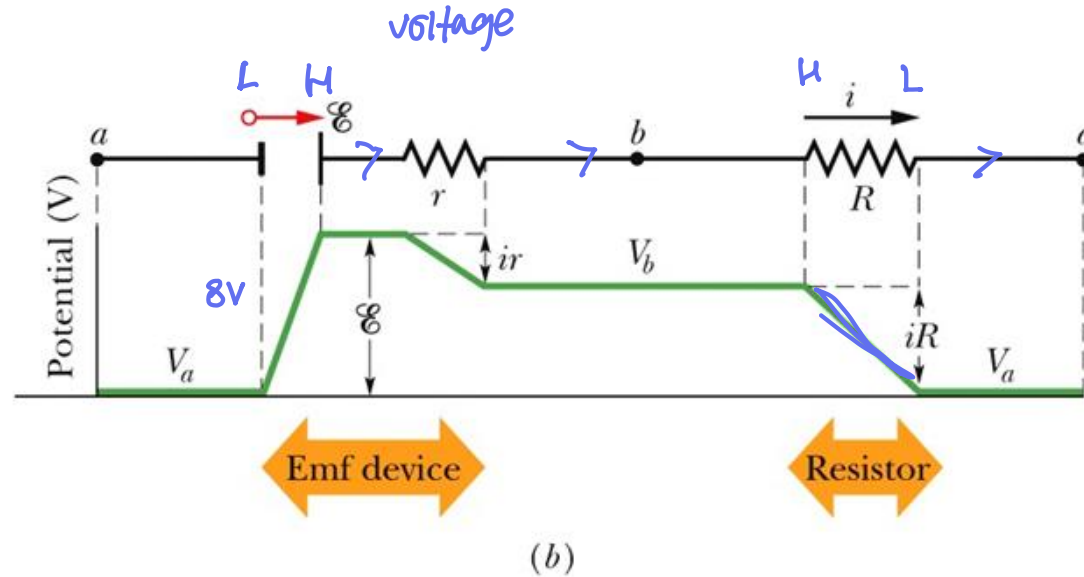 voltage
L H H L
a ℰ b i a
r R
Potential (V)
ir V_b
8V
ℰ iR
V_a V_a
Emf device Resistor
(b)